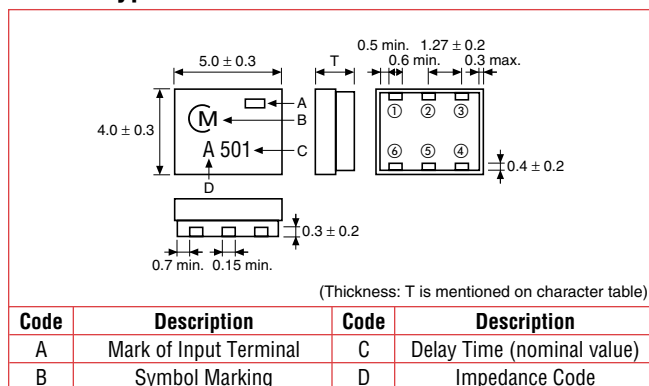 0.5 min. 1.27 ± 0.2
5.0 ± 0.3 T 0.6 min. 0.3 max.
4.0 ± 0.3
A
M B
A 501 C
D
① ② ③
⑥ ⑤ ④
0.4 ± 0.2
0.3 ± 0.2
0.7 min. 0.15 min.
(Thickness: T is mentioned on character table)
Code Description Code Description
A Mark of Input Terminal C Delay Time (nominal value)
B Symbol Marking D Impedance Code